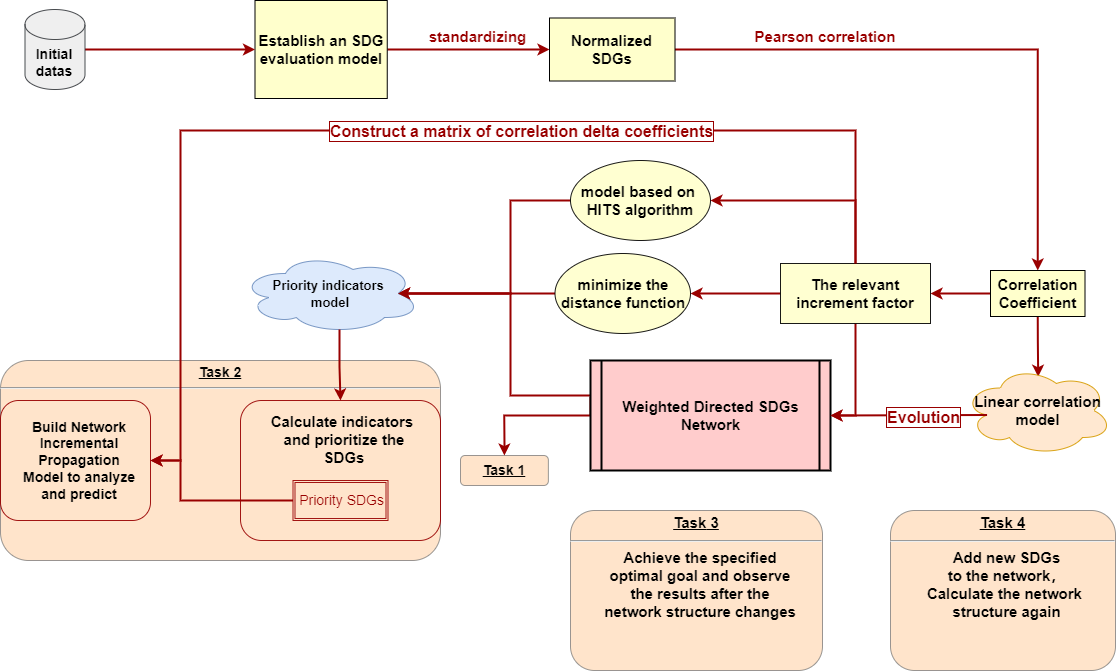 Initial
datas
Establish an SDG
evaluation model
standardizing
Normalized
SDGs
Pearson correlation
Construct a matrix of correlation delta coefficients
model based on
HITS algorithm
Priority indicators
model
minimize the
distance function
The relevant
increment factor
Correlation
Coefficient
Task 2
Build Network
Incremental
Propagation
Model to analyze
and predict
Calculate indicators
and prioritize the
SDGs
Priority SDGs
Weighted Directed SDGs
Network
Evolution
Linear correlation
model
Task 1
Task 3
Achieve the specified
optimal goal and observe
the results after the
network structure changes
Task 4
Add new SDGs
to the network,
Calculate the network
structure again